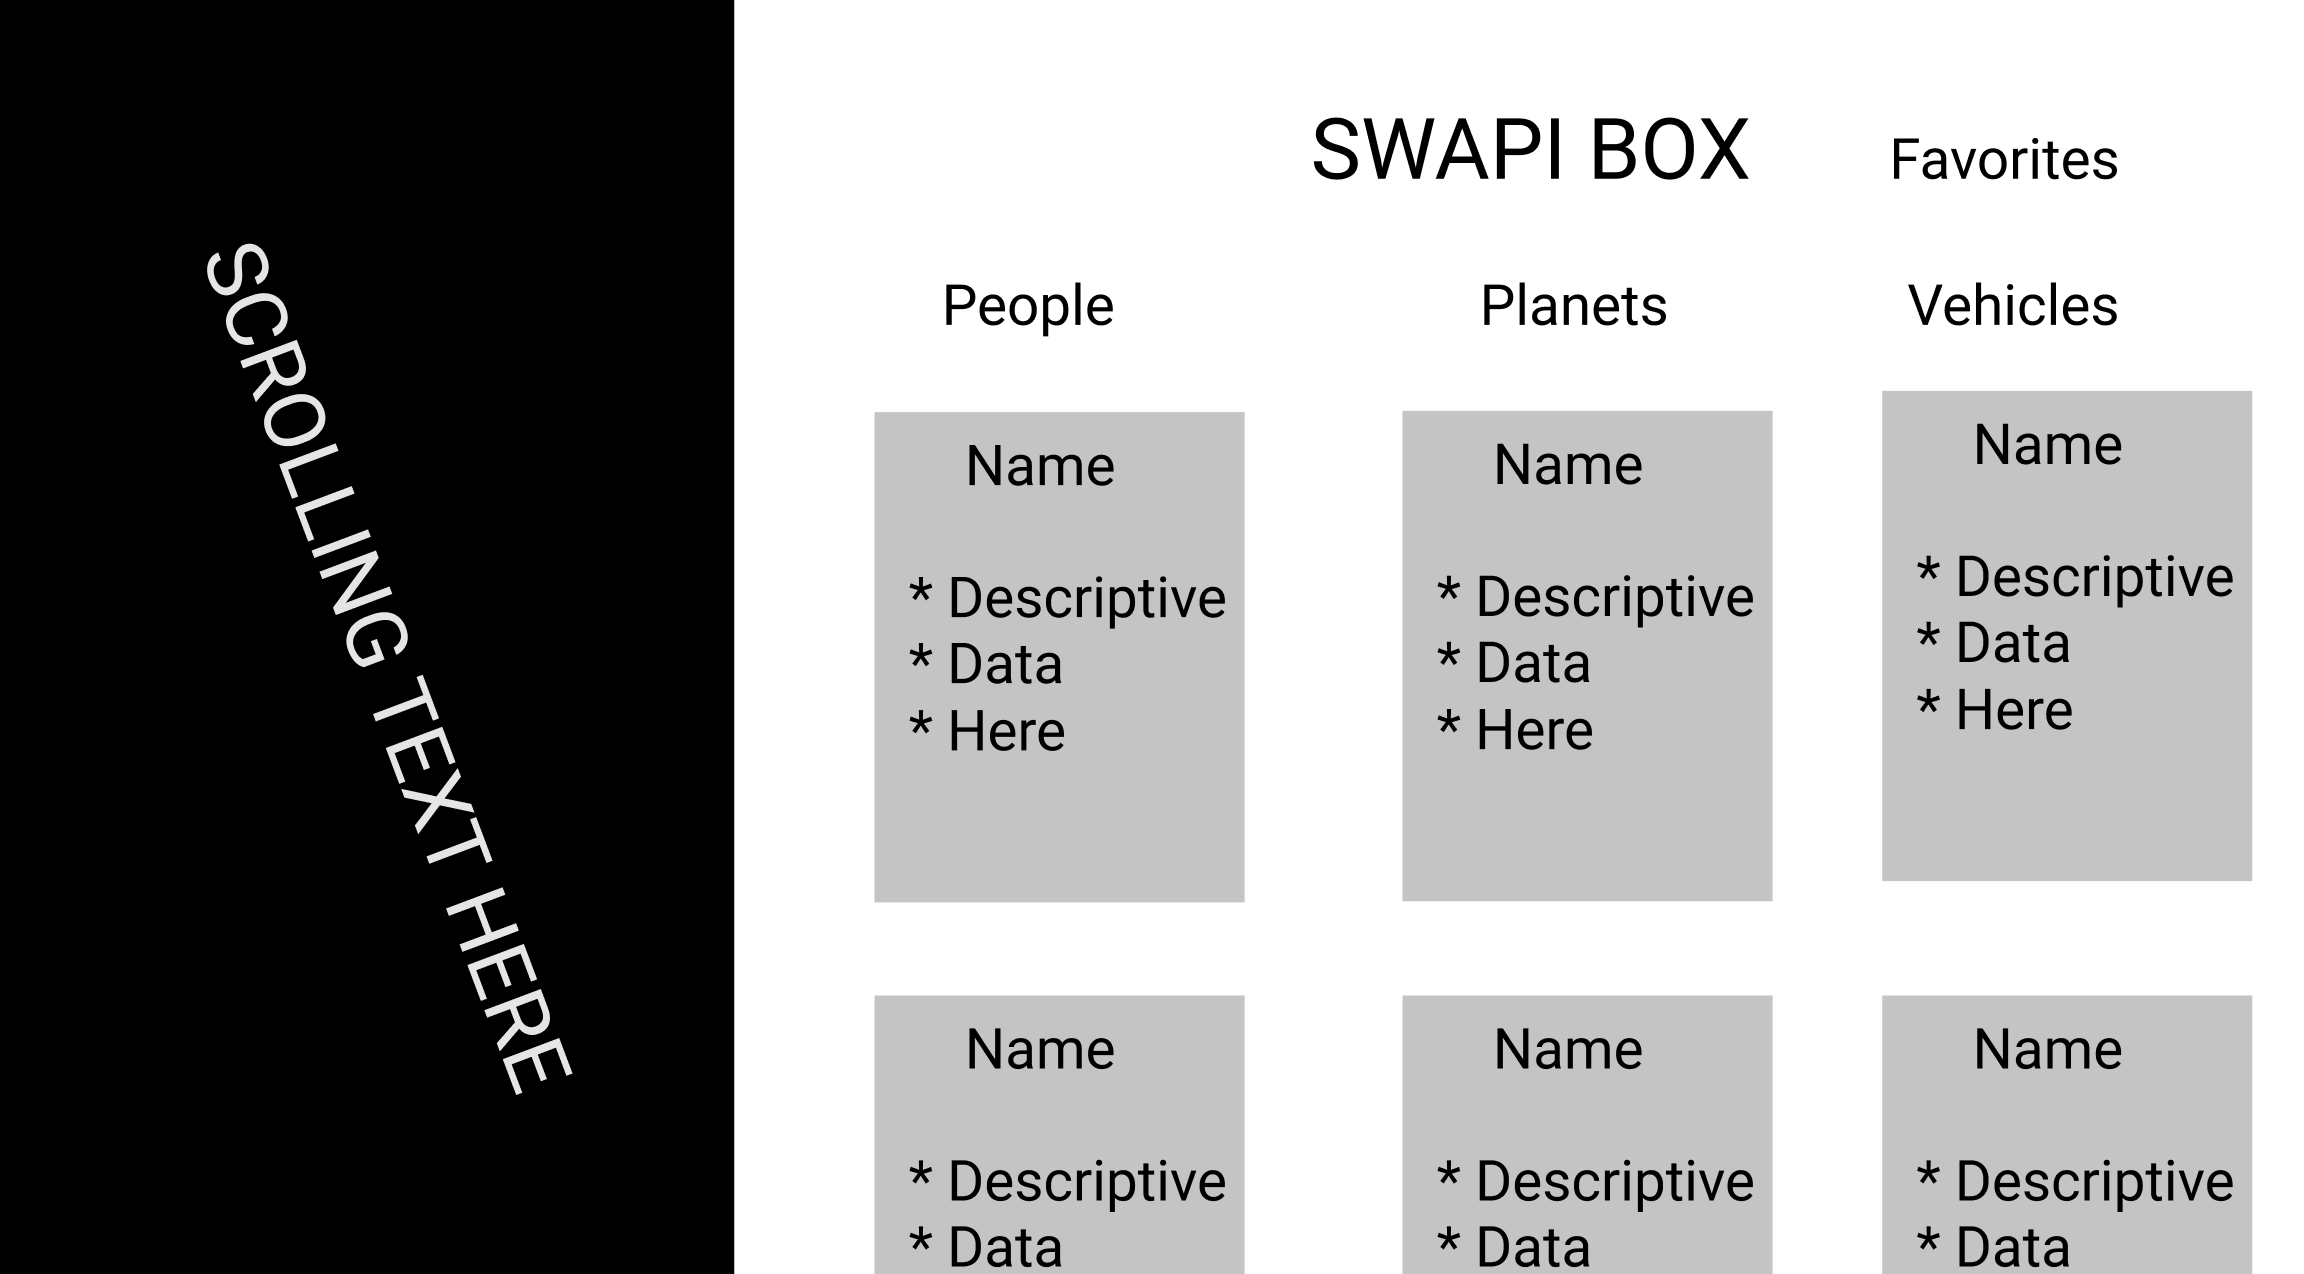 SCROLLING TEXT HERE
SWAPI BOX
Favorites
People
Planets
Vehicles
Name
* Descriptive
* Data
* Here
Name
* Descriptive
* Data
* Here
Name
* Descriptive
* Data
* Here
Name
* Descriptive
* Data
Name
* Descriptive
* Data
Name
* Descriptive
* Data